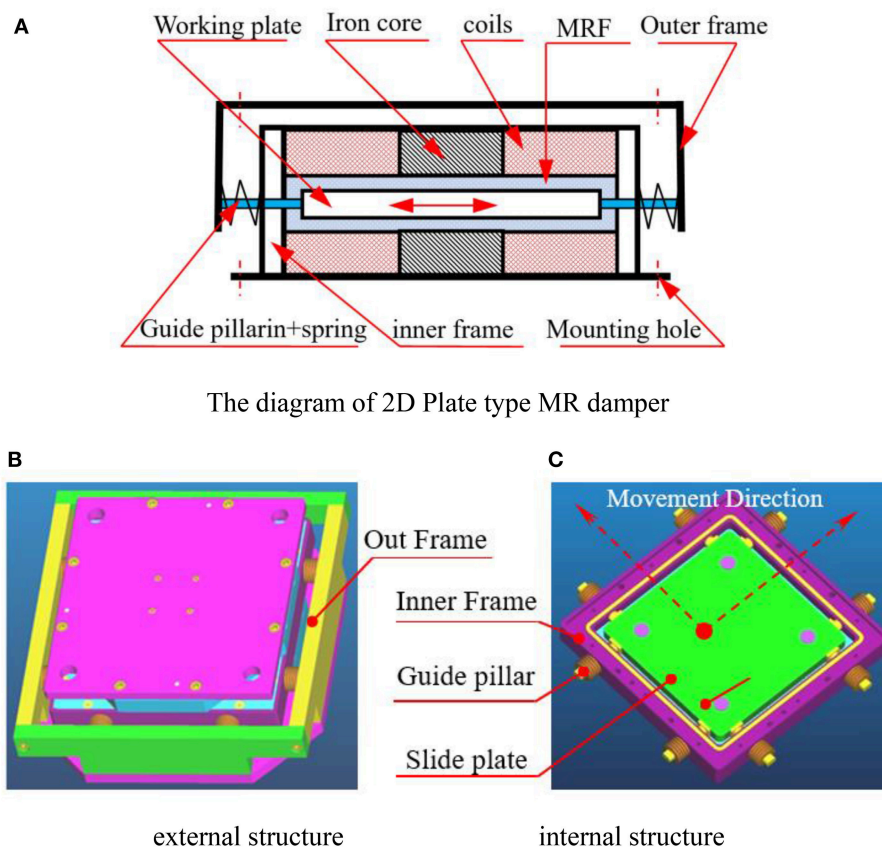 A
Working plate
Iron core
coils
MRF
Outer frame
Guide pillarin+spring
inner frame
Mounting hole
The diagram of 2D Plate type MR damper
B
C
Movement Direction
Out Frame
Inner Frame
Guide pillar
Slide plate
external structure
internal structure